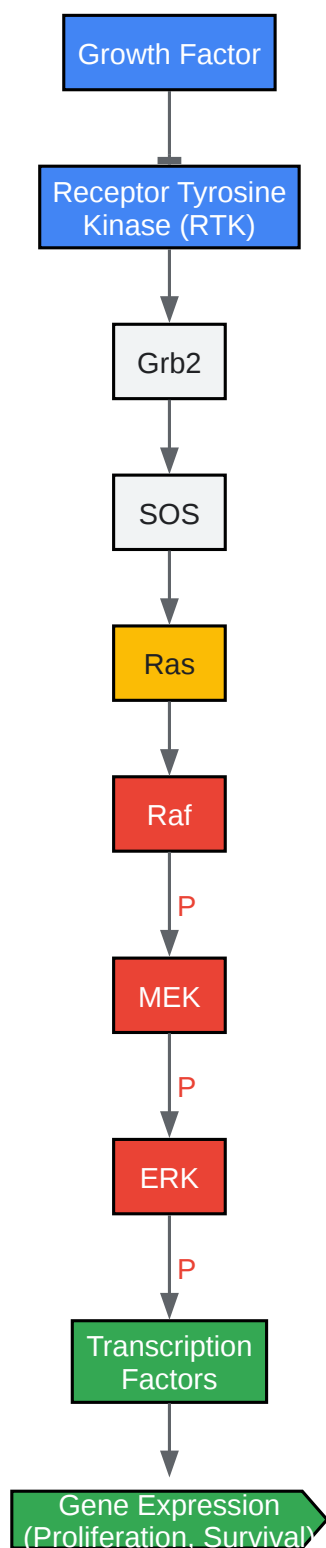 Growth Factor
Receptor Tyrosine
Kinase (RTK)
Grb2
SOS
Ras
Raf
P
MEK
P
ERK
P
Transcription
Factors
Gene Expression
(Proliferation, Survival)